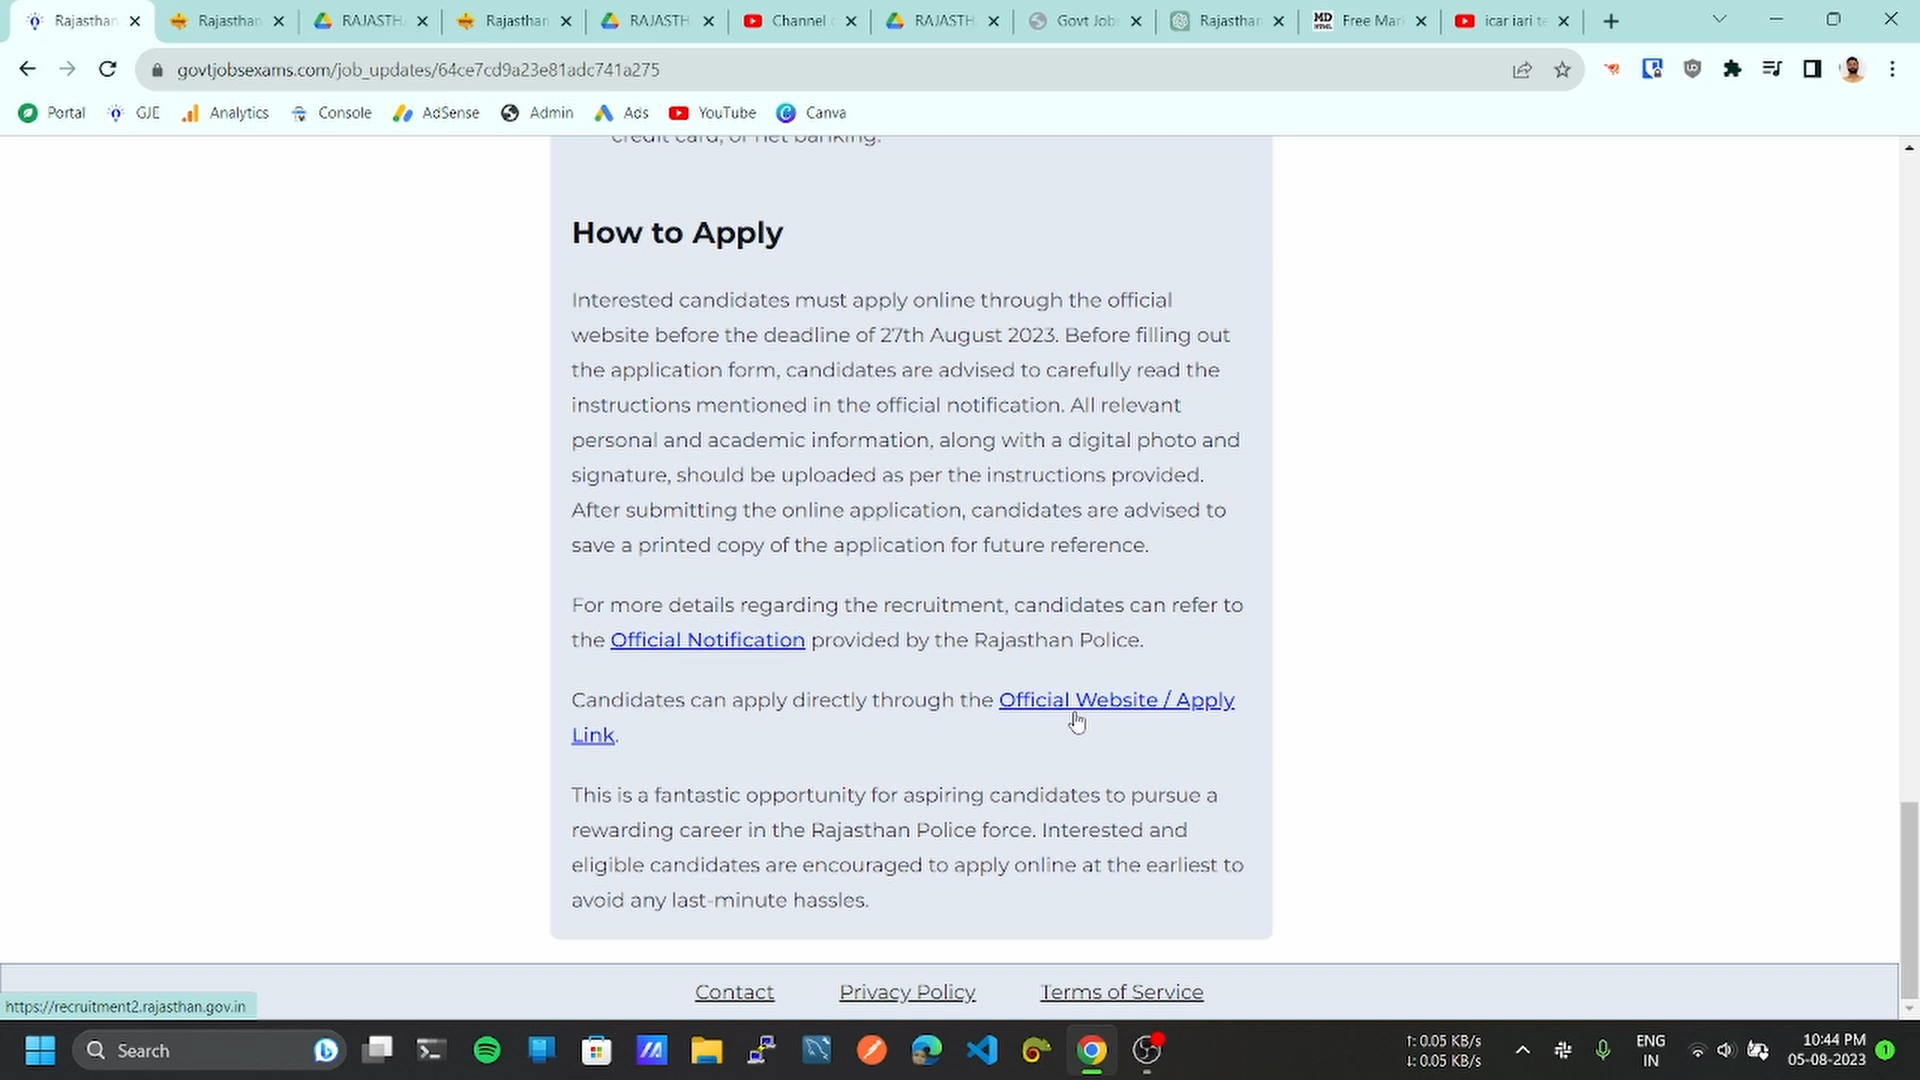 Rajasthan
Rajasthan
RAJASTH
Rajasthan
RAJASTH
Channel
RAJASTH
Govt Job
Rajasthan
MD
HTML
Free Mar
icar iari te
govtjobsexams.com/job_updates/64ce7cd9a23e81adc741a275
Portal
GJE
Analytics
Console
AdSense
Admin
Ads
YouTube
Canva
credit card, or net banking.
How to Apply
Interested candidates must apply online through the official
website before the deadline of 27th August 2023. Before filling out
the application form, candidates are advised to carefully read the
instructions mentioned in the official notification. All relevant
personal and academic information, along with a digital photo and
signature, should be uploaded as per the instructions provided.
After submitting the online application, candidates are advised to
save a printed copy of the application for future reference.
For more details regarding the recruitment, candidates can refer to
the Official Notification provided by the Rajasthan Police.
Candidates can apply directly through the Official Website / Apply
Link.
This is a fantastic opportunity for aspiring candidates to pursue a
rewarding career in the Rajasthan Police force. Interested and
eligible candidates are encouraged to apply online at the earliest to
avoid any last-minute hassles.
Contact
Privacy Policy
Terms of Service
https://recruitment2.rajasthan.gov.in
Search
↑: 0.05 KB/s
↓: 0.05 KB/s
ENG
IN
10:44 PM
05-08-2023
1